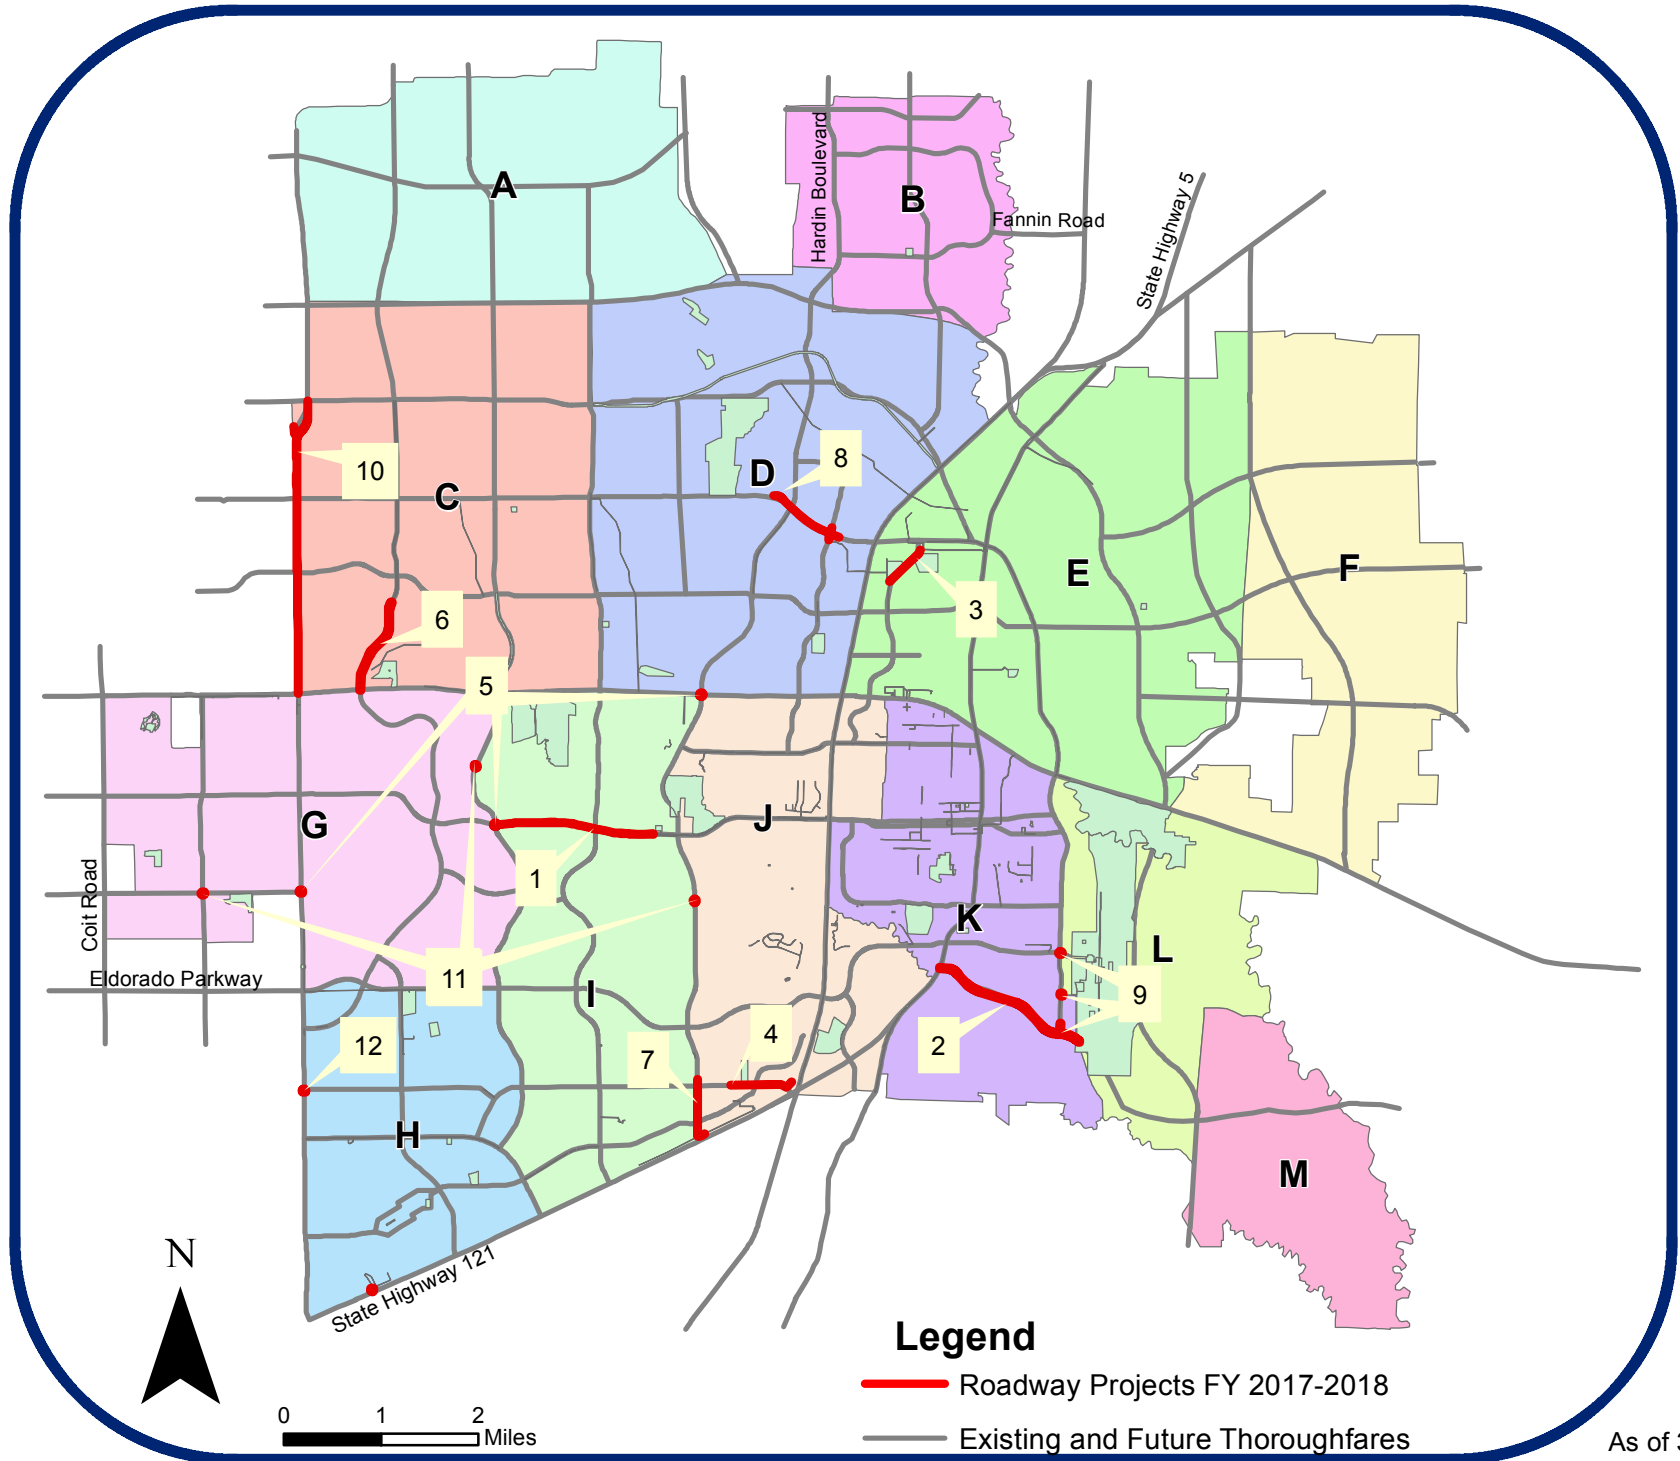 A
B
Hardin Boulevard
Fannin Road
State Highway 5
10
C
D
8
E
F
3
6
5
G
J
1
Coit Road
Eldorado Parkway
11
I
K
L
9
12
7
4
2
H
M
State Highway 121
N
0 1 2
Miles
Legend
Roadway Projects FY 2017-2018
Existing and Future Thoroughfares
As of